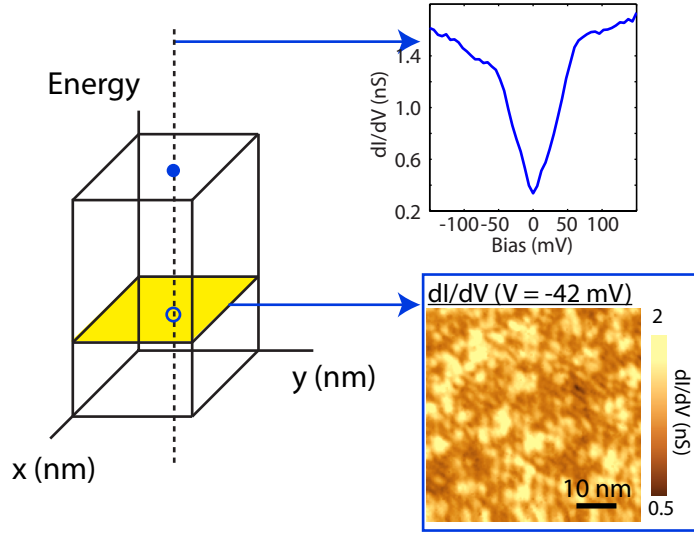 Energy
y (nm)
x (nm)
dI/dV (nS)
1.4
1.0
0.6
0.2
-100 -50 0 50 100
Bias (mV)
dI/dV (V = -42 mV)
10 nm
2
dI/dV (nS)
0.5